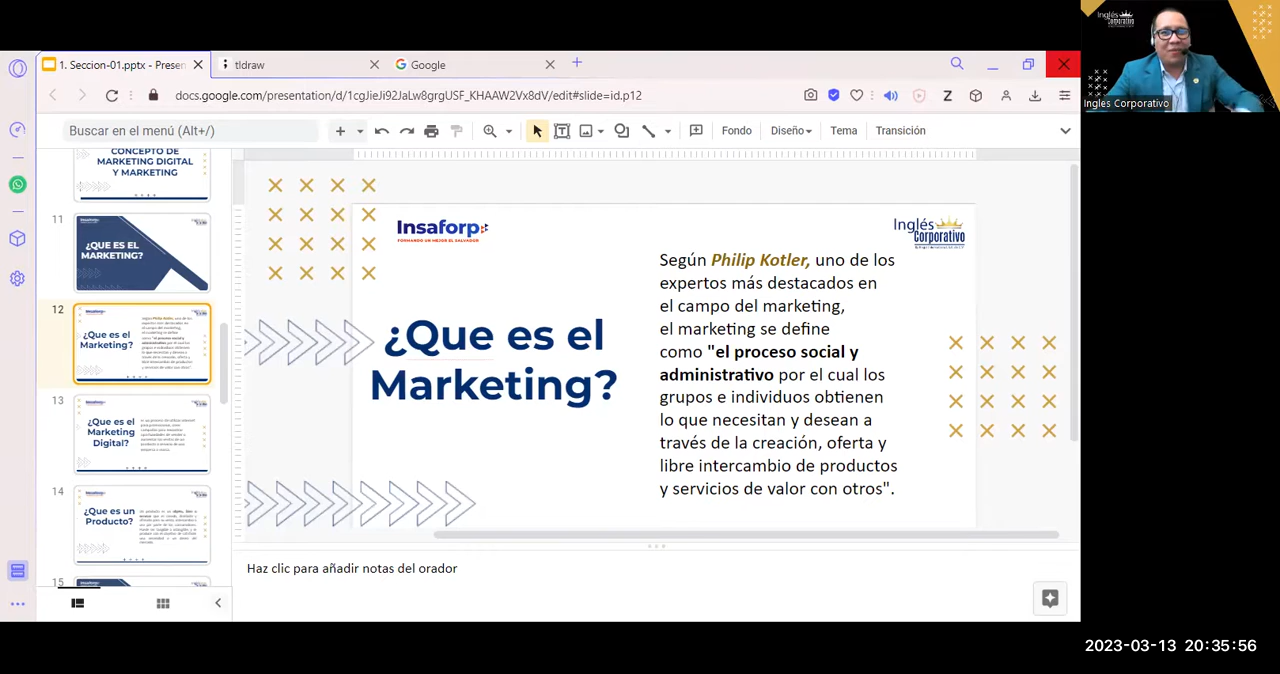 1. Seccion-01.pptx - Presen
tldraw
Google
docs.google.com/presentation/d/1cgJieJi92JaLw8grgUSF_KHAAW2Vx8dV/edit#slide=id.p12
Buscar en el menú (Alt+/)
Fondo
Diseño
Tema
Transición
CONCEPTO DE
MARKETING DIGITAL
Y MARKETING
11
¿QUE ES EL
MARKETING?
12
¿Que es el
Marketing?
13
¿Que es el
Marketing
Digital?
14
¿Que es un
Producto?
15
Insaforp
FORMANDO UN MEJOR EL SALVADOR
Inglés
Corporativo
¿Que es el
Marketing?
Según Philip Kotler, uno de los
expertos más destacados en
el campo del marketing,
el marketing se define
como "el proceso social y
administrativo por el cual los
grupos e individuos obtienen
lo que necesitan y desean a
través de la creación, oferta y
libre intercambio de productos
y servicios de valor con otros".
Haz clic para añadir notas del orador
Inglés
Corporativo
Ingles Corporativo
2023-03-13 20:35:56